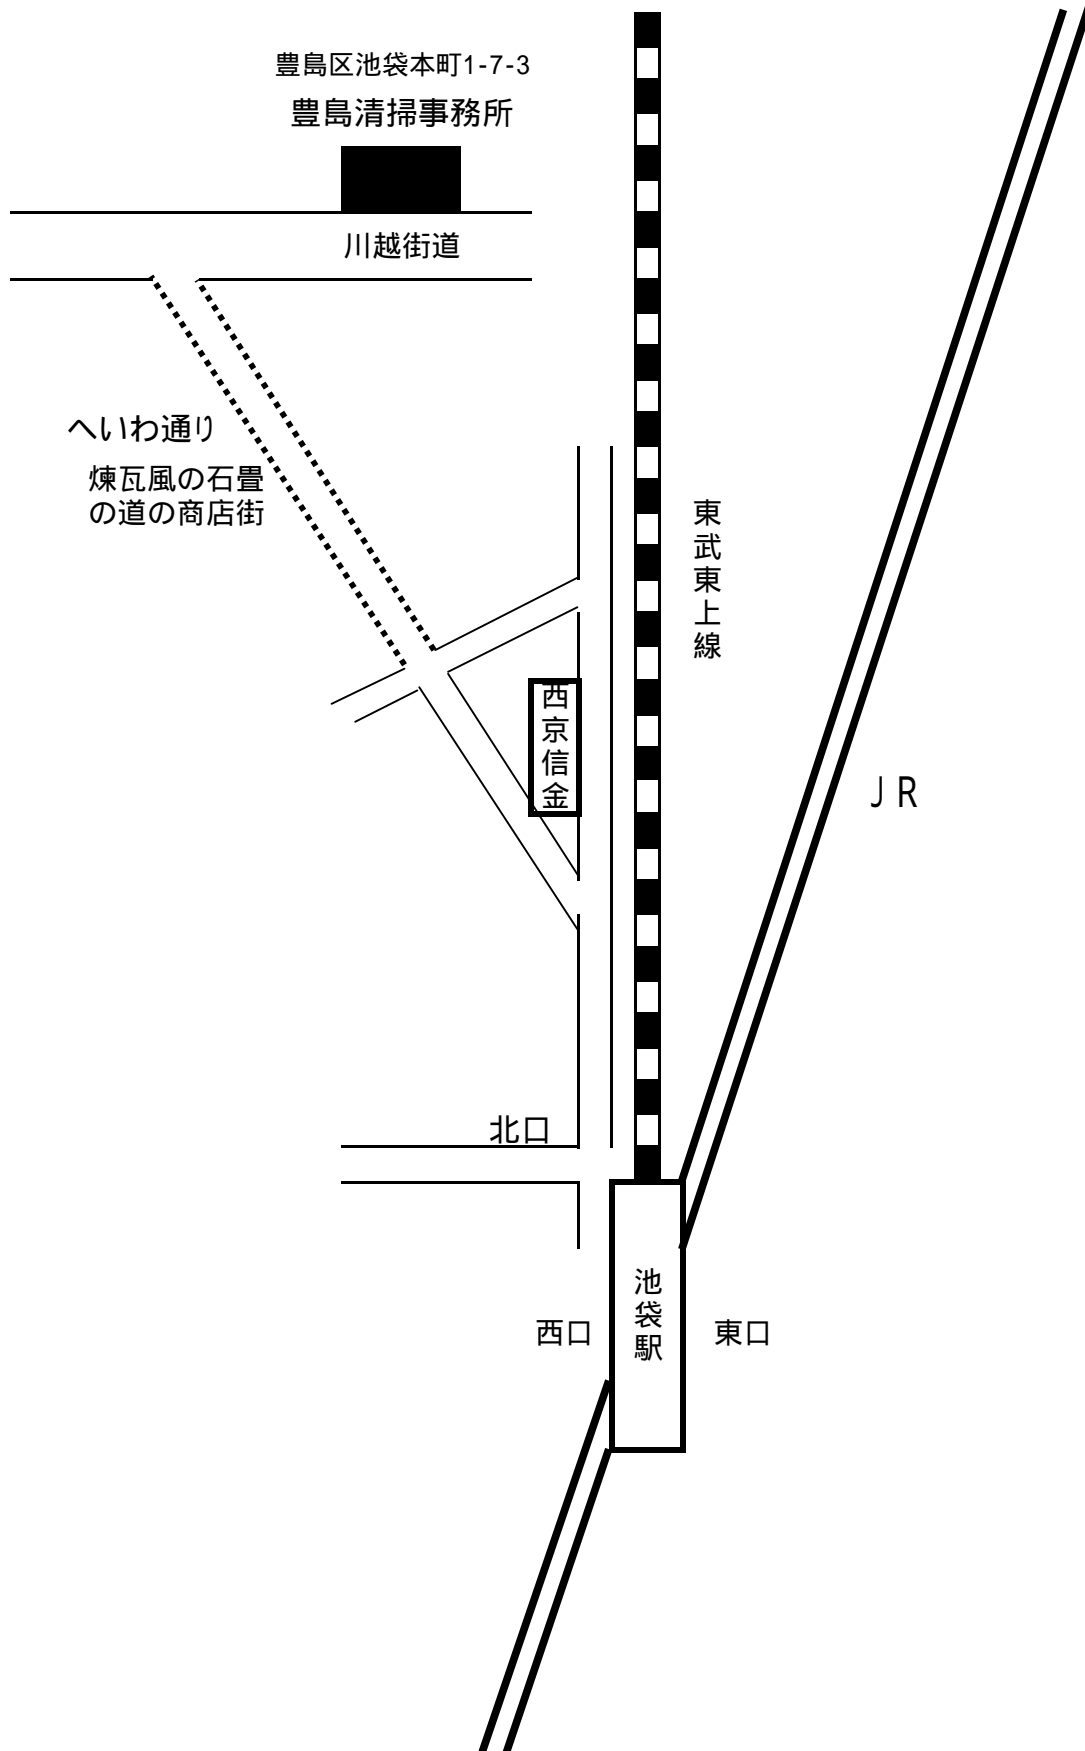 豊島区池袋本町1-7-3
豊島清掃事務所
川越街道
へいわ通り
煉瓦風の石畳
の道の商店街
東武東上線
西京信金
ＪＲ
北口
池袋駅
西口
東口